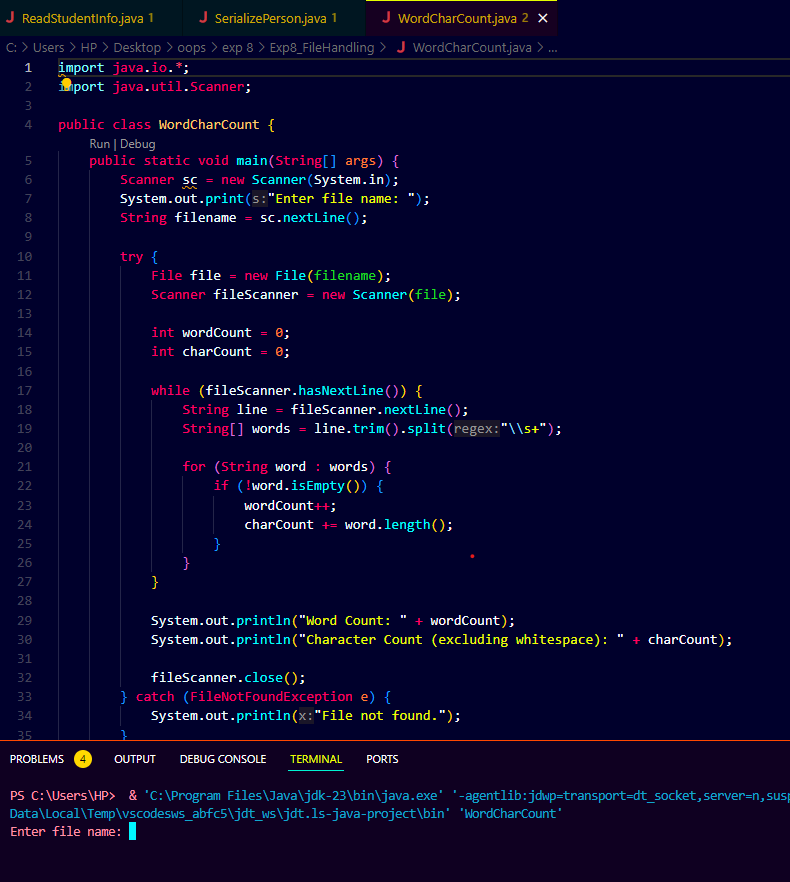 ReadStudentInfo.java 1 SerializePerson.java 1 WordCharCount.java 2
C: > Users > HP > Desktop > oops > exp 8 > Exp8_FileHandling > WordCharCount.java > ...
1 import java.io.*;
2 import java.util.Scanner;
3
4 public class WordCharCount {
Run | Debug
5 public static void main(String[] args) {
6 Scanner sc = new Scanner(System.in);
7 System.out.print(s:"Enter file name: ");
8 String filename = sc.nextLine();
9
10 try {
11 File file = new File(filename);
12 Scanner fileScanner = new Scanner(file);
13
14 int wordCount = 0;
15 int charCount = 0;
16
17 while (fileScanner.hasNextLine()) {
18 String line = fileScanner.nextLine();
19 String[] words = line.trim().split(regex:"\\s+");
20
21 for (String word : words) {
22 if (!word.isEmpty()) {
23 wordCount++;
24 charCount += word.length();
25 }
26 }
27 }
28
29 System.out.println("Word Count: " + wordCount);
30 System.out.println("Character Count (excluding whitespace): " + charCount);
31
32 fileScanner.close();
33 } catch (FileNotFoundException e) {
34 System.out.println(x:"File not found.");
35 }
PROBLEMS 4 OUTPUT DEBUG CONSOLE TERMINAL PORTS
PS C:\Users\HP> & 'C:\Program Files\Java\jdk-23\bin\java.exe' '-agentlib:jdwp=transport=dt_socket,server=n,susp
Data\Local\Temp\vscodesws_abfc5\jdt_ws\jdt.ls-java-project\bin' 'WordCharCount'
Enter file name: